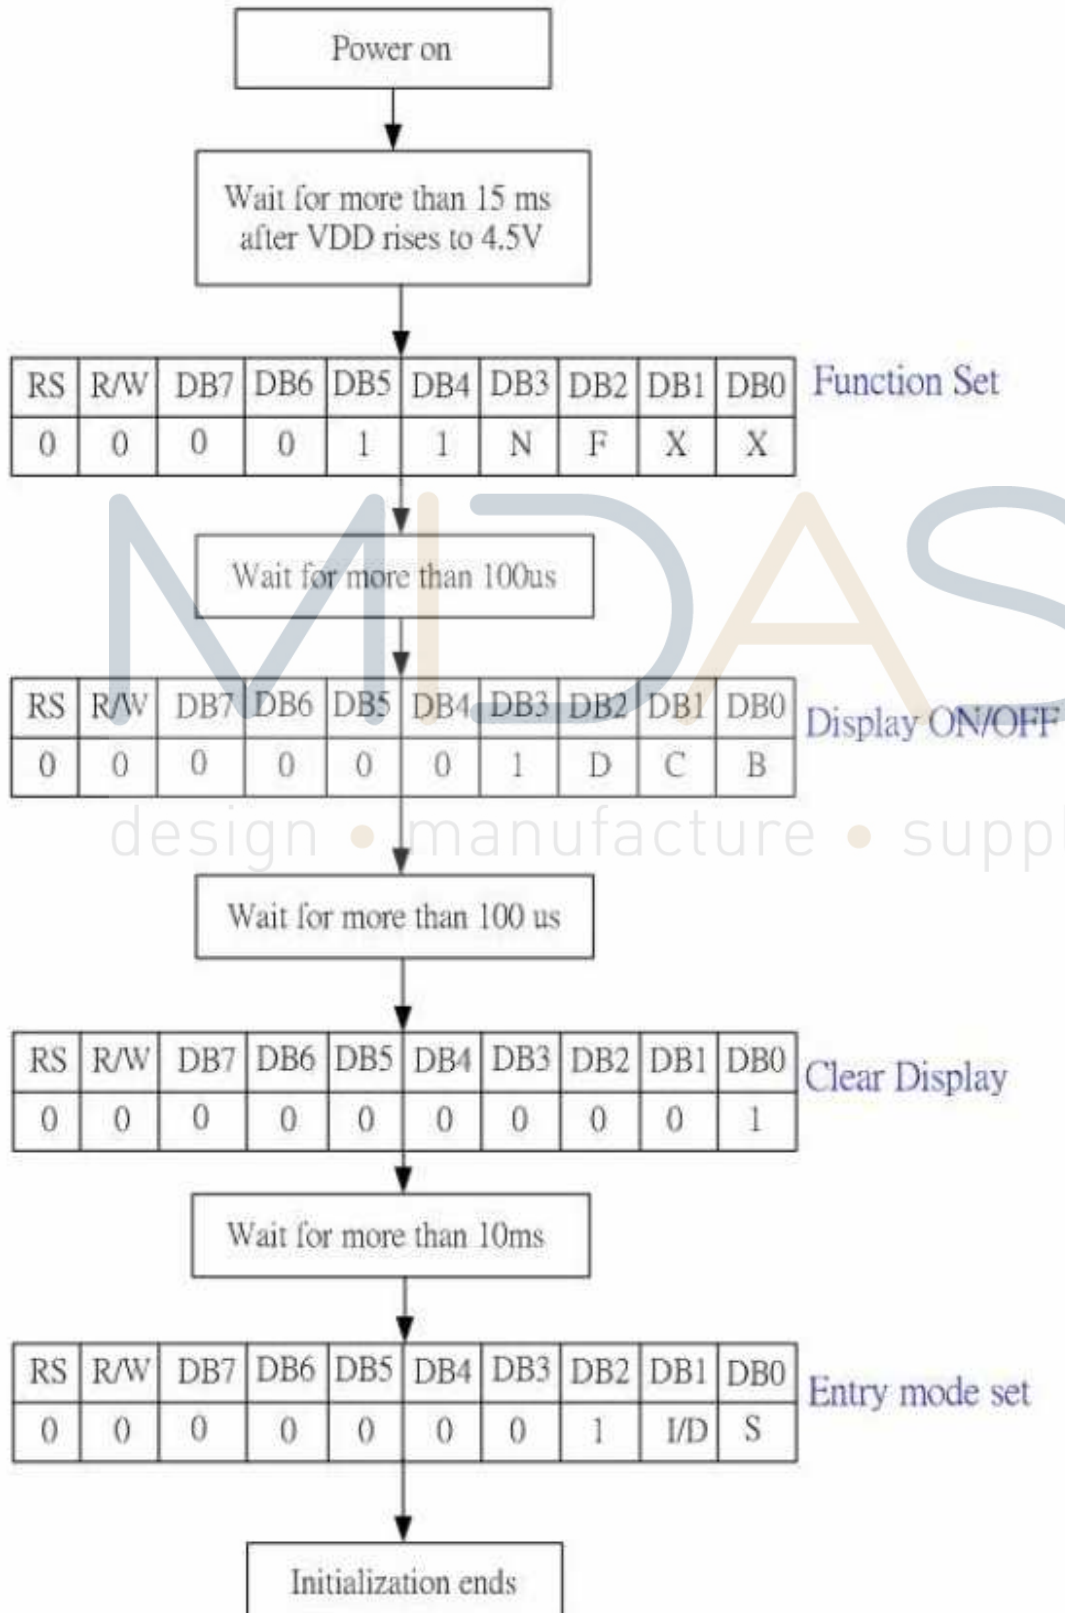 Power on
Wait for more than 15 ms
after VDD rises to 4.5V
RS R/W DB7 DB6 DB5 DB4 DB3 DB2 DB1 DB0 Function Set
0 0 0 0 1 1 N F X X
MIDAS
Wait for more than 100us
RS R/W DB7 DB6 DB5 DB4 DB3 DB2 DB1 DB0 Display ON/OFF
0 0 0 0 0 0 1 D C B
design • manufacture • suppl
Wait for more than 100 us
RS R/W DB7 DB6 DB5 DB4 DB3 DB2 DB1 DB0 Clear Display
0 0 0 0 0 0 0 0 0 1
Wait for more than 10ms
RS R/W DB7 DB6 DB5 DB4 DB3 DB2 DB1 DB0 Entry mode set
0 0 0 0 0 0 0 1 I/D S
Initialization ends